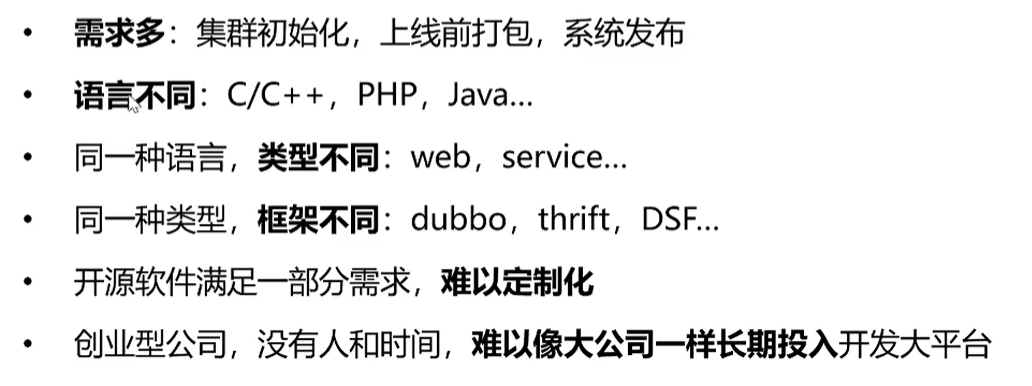 • 需求多：集群初始化，上线前打包，系统发布
• 语言不同：C/C++，PHP，Java...
• 同一种语言，类型不同：web，service...
• 同一种类型，框架不同：dubbo，thrift，DSF...
• 开源软件满足一部分需求，难以定制化
• 创业型公司，没有人和时间，难以像大公司一样长期投入开发大平台